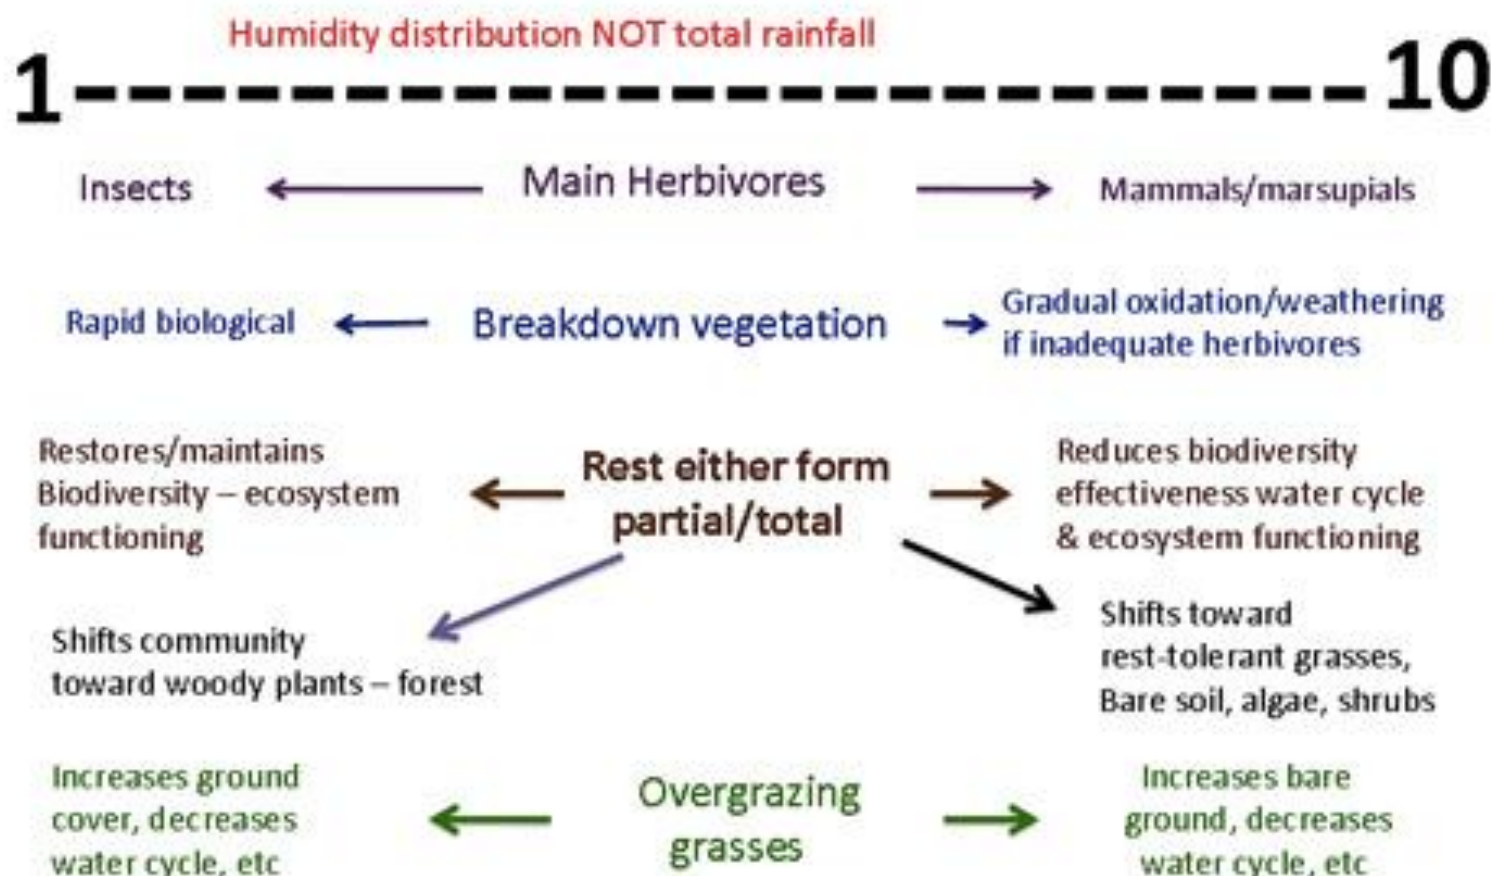 Humidity distribution NOT total rainfall
1
10
Insects
Main Herbivores
Mammals/marsupials
Rapid biological
Breakdown vegetation
Gradual oxidation/weathering
if inadequate herbivores
Restores/maintains
Biodiversity – ecosystem
functioning
Rest either form
partial/total
Reduces biodiversity
effectiveness water cycle
& ecosystem functioning
Shifts community
toward woody plants – forest
Shifts toward
rest-tolerant grasses,
Bare soil, algae, shrubs
Increases ground
cover, decreases
water cycle, etc
Overgrazing
grasses
Increases bare
ground, decreases
water cycle, etc